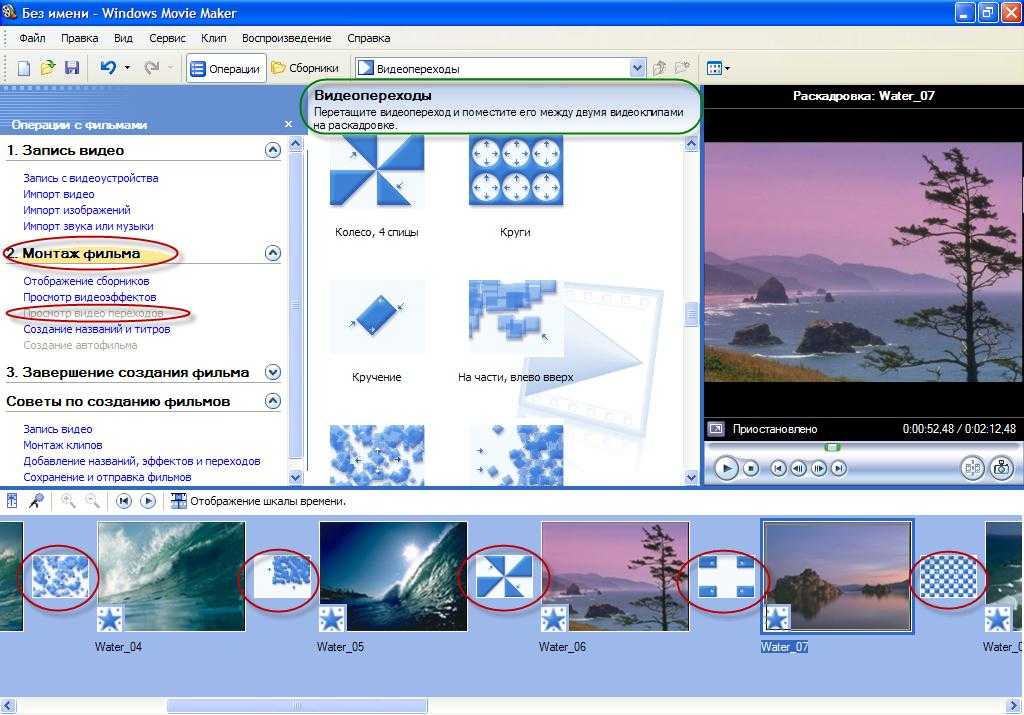 Без имени - Windows Movie Maker
Файл Правка Вид Сервис Клип Воспроизведение Справка
Операции Сборники Видеопереходы
Операции с фильмами
1. Запись видео
Запись с видеоустройства
Импорт видео
Импорт изображений
Импорт звука или музыки
2. Монтаж фильма
Отображение сборников
Просмотр видеоэффектов
Просмотр видео переходов
Создание названий и титров
Создание автофильма
3. Завершение создания фильма
Советы по созданию фильмов
Запись видео
Монтаж клипов
Добавление названий, эффектов и переходов
Сохранение и отправка фильмов
Видеопереходы
Перетащите видеопереход и поместите его между двумя видеоклипами
на раскадровке.
Колесо, 4 спицы
Круги
Кручение
На части, влево вверх
Раскадровка: Water_07
Приостановлено
0:00:52,48 / 0:02:12,48
Отображение шкалы времени.
Water_04
Water_05
Water_06
Water_07
Water_0